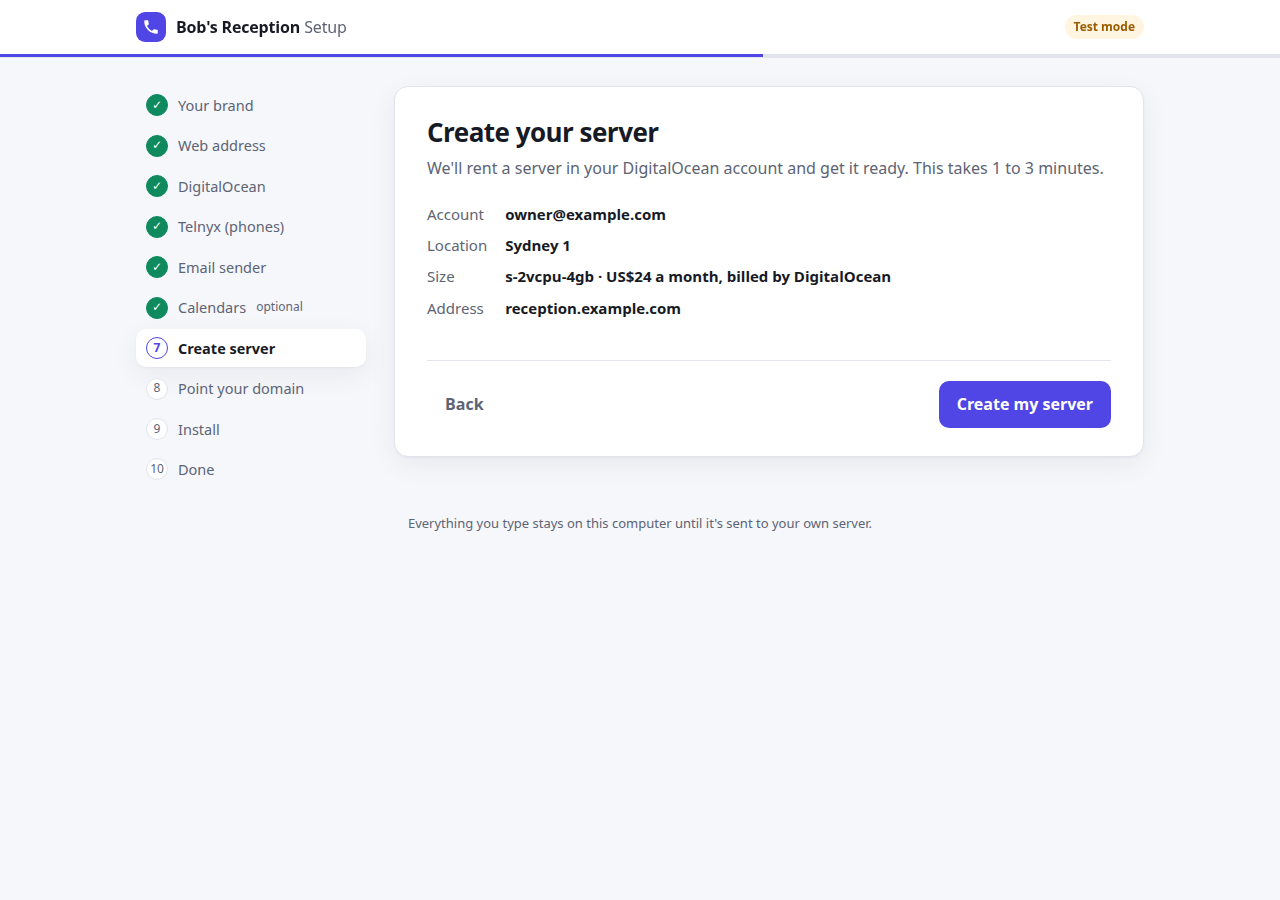 Bob's Reception Setup
Test mode
✓ Your brand
✓ Web address
✓ DigitalOcean
✓ Telnyx (phones)
✓ Email sender
✓ Calendars optional
7 Create server
8 Point your domain
9 Install
10 Done
Create your server
We'll rent a server in your DigitalOcean account and get it ready. This takes 1 to 3 minutes.
Account owner@example.com
Location Sydney 1
Size s-2vcpu-4gb · US$24 a month, billed by DigitalOcean
Address reception.example.com
Back
Create my server
Everything you type stays on this computer until it's sent to your own server.